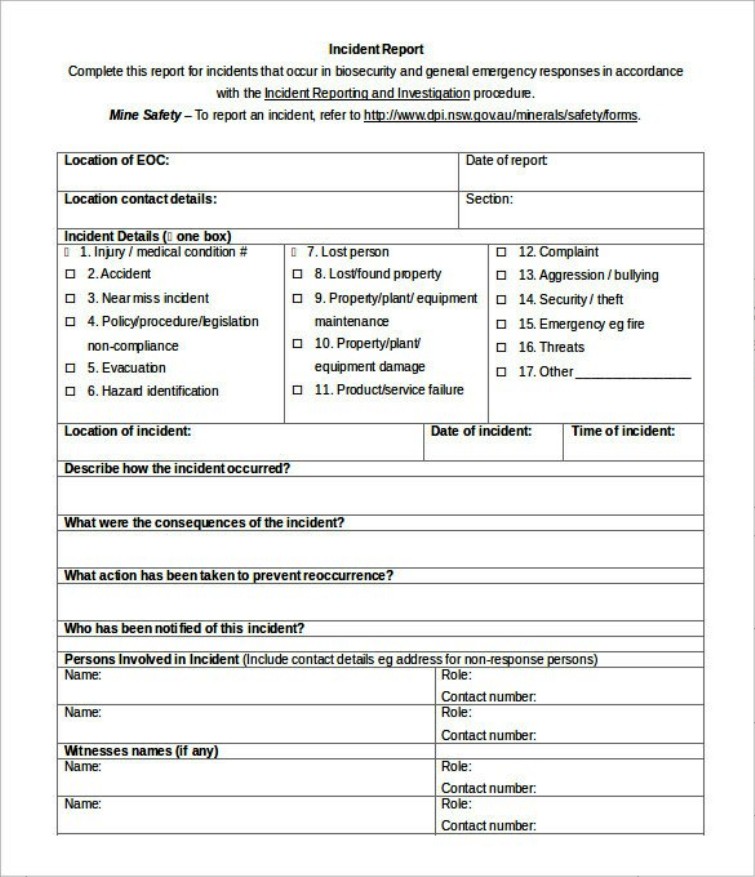 Incident Report
Complete this report for incidents that occur in biosecurity and general emergency responses in accordance
with the Incident Reporting and Investigation procedure.
Mine Safety – To report an incident, refer to http://www.dpi.nsw.gov.au/minerals/safety/forms.
Location of EOC:
Date of report:
Location contact details:
Section:
Incident Details (▯ one box)
▯ 1. Injury / medical condition #
☐ 2. Accident
☐ 3. Near miss incident
☐ 4. Policy/procedure/legislation
non-compliance
☐ 5. Evacuation
☐ 6. Hazard identification
▯ 7. Lost person
☐ 8. Lost/found property
☐ 9. Property/plant/ equipment
maintenance
☐ 10. Property/plant/
equipment damage
☐ 11. Product/service failure
☐ 12. Complaint
☐ 13. Aggression / bullying
☐ 14. Security / theft
☐ 15. Emergency eg fire
☐ 16. Threats
☐ 17. Other _________________
Location of incident:
Date of incident:
Time of incident:
Describe how the incident occurred?
What were the consequences of the incident?
What action has been taken to prevent reoccurrence?
Who has been notified of this incident?
Persons Involved in Incident (Include contact details eg address for non-response persons)
Name:
Role:
Contact number:
Name:
Role:
Contact number:
Witnesses names (if any)
Name:
Role:
Contact number:
Name:
Role:
Contact number: